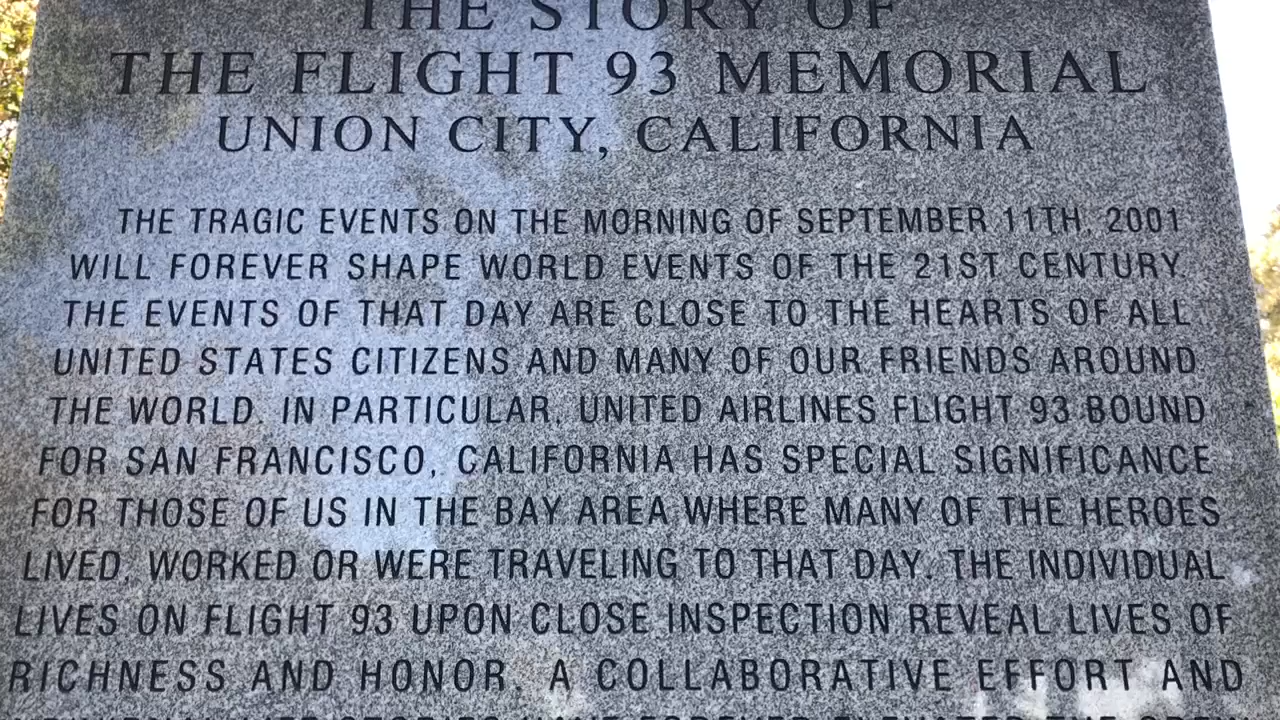 THE STORY OF
THE FLIGHT 93 MEMORIAL
UNION CITY, CALIFORNIA
THE TRAGIC EVENTS ON THE MORNING OF SEPTEMBER 11TH, 2001
WILL FOREVER SHAPE WORLD EVENTS OF THE 21ST CENTURY.
THE EVENTS OF THAT DAY ARE CLOSE TO THE HEARTS OF ALL
UNITED STATES CITIZENS AND MANY OF OUR FRIENDS AROUND
THE WORLD. IN PARTICULAR, UNITED AIRLINES FLIGHT 93 BOUND
FOR SAN FRANCISCO, CALIFORNIA HAS SPECIAL SIGNIFICANCE
FOR THOSE OF US IN THE BAY AREA WHERE MANY OF THE HEROES
LIVED, WORKED OR WERE TRAVELING TO THAT DAY. THE INDIVIDUAL
LIVES ON FLIGHT 93 UPON CLOSE INSPECTION REVEAL LIVES OF
RICHNESS AND HONOR. A COLLABORATIVE EFFORT AND